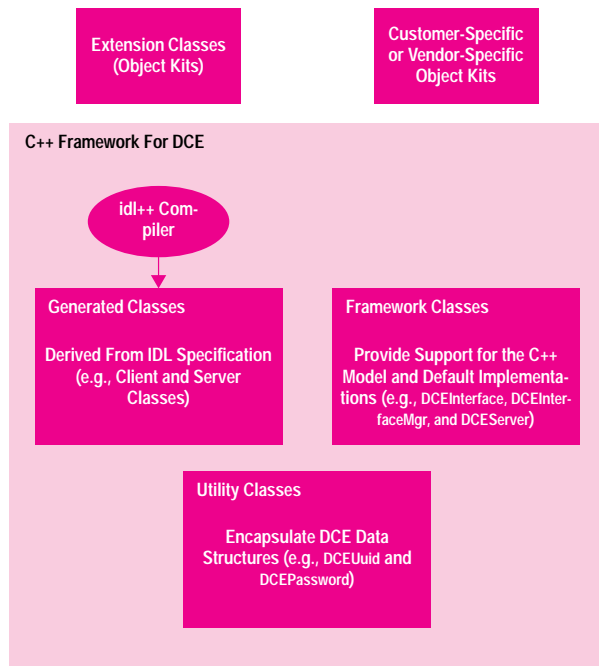 Extension Classes
(Object Kits)
Customer-Specific
or Vendor-Specific
Object Kits
C++ Framework For DCE
idl++ Com-
piler
Generated Classes
Derived From IDL Specification
(e.g., Client and Server
Classes)
Framework Classes
Provide Support for the C++
Model and Default Implementa-
tions (e.g., DCEInterface, DCEInter-
faceMgr, and DCEServer)
Utility Classes
Encapsulate DCE Data
Structures (e.g., DCEUuid and
DCEPassword)